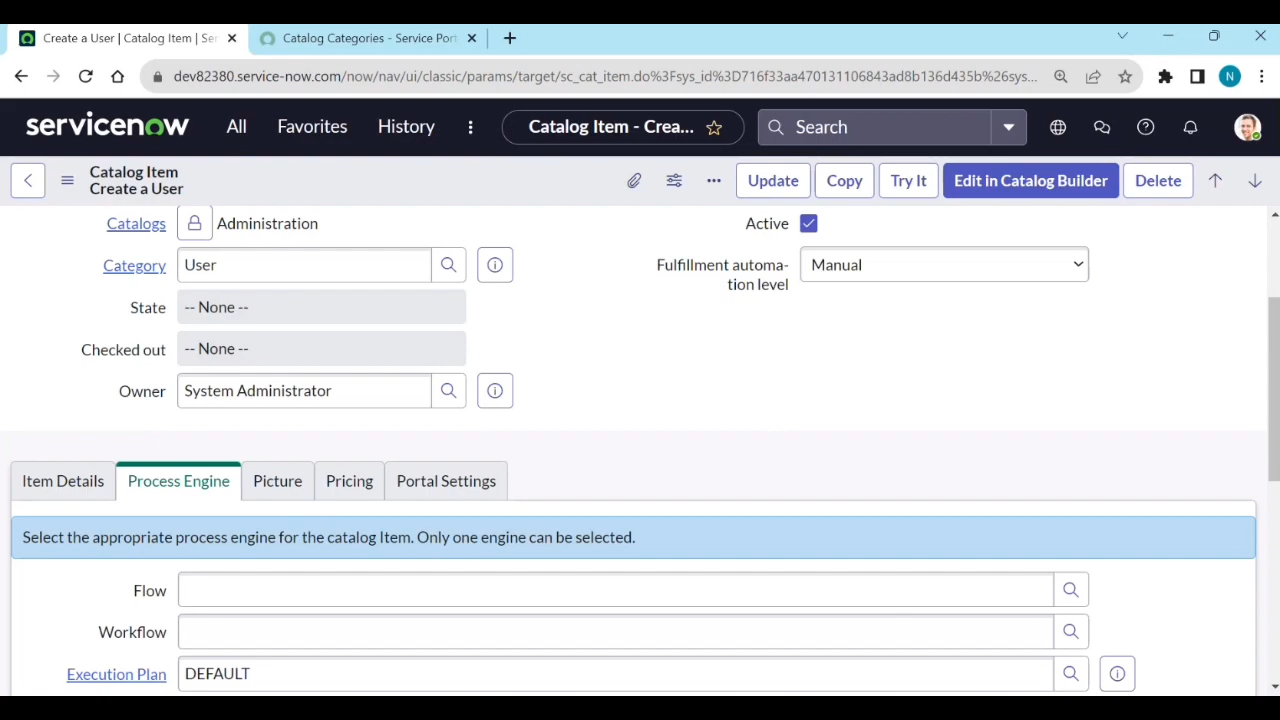 Create a User | Catalog Item | Ser
Catalog Categories - Service Port
dev82380.service-now.com/now/nav/ui/classic/params/target/sc_cat_item.do%3Fsys_id%3D716f33aa470131106843ad8b136d435b%26sys...
N
servicenow
All
Favorites
History
Catalog Item - Crea...
Search
Catalog Item
Create a User
Update
Copy
Try It
Edit in Catalog Builder
Delete
Catalogs
Administration
Active
Category
User
Fulfillment automa-
tion level
Manual
State
-- None --
Checked out
-- None --
Owner
System Administrator
Item Details
Process Engine
Picture
Pricing
Portal Settings
Select the appropriate process engine for the catalog Item. Only one engine can be selected.
Flow
Workflow
Execution Plan
DEFAULT